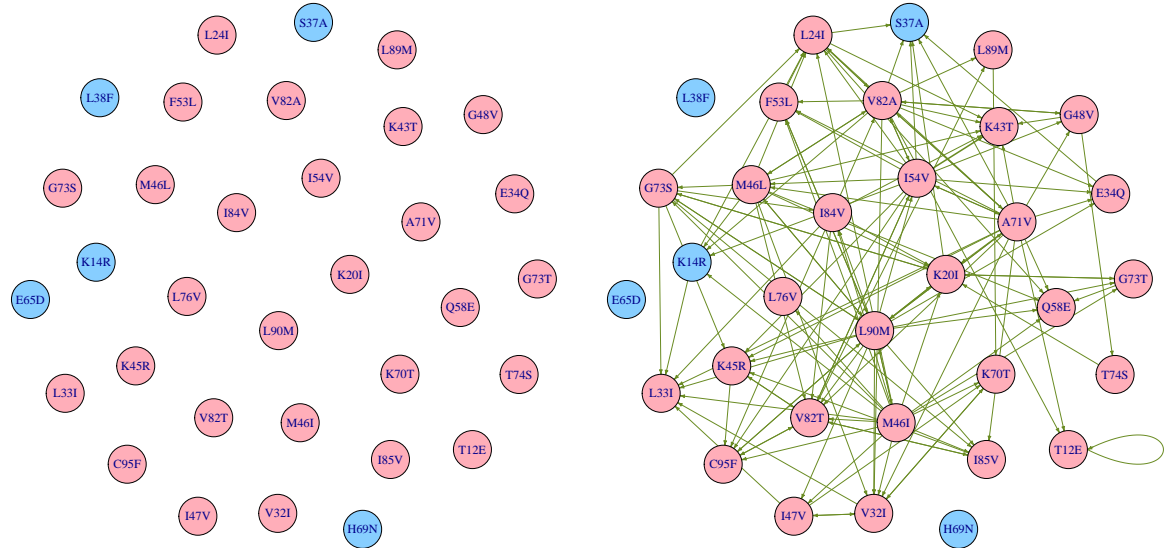 L24I
S37A
L89M
L38F
F53L
V82A
K43T
G48V
G73S
M46L
I84V
I54V
A71V
E34Q
K14R
E65D
L76V
K20I
Q58E
G73T
L90M
L33I
K45R
K70T
T74S
V82T
M46I
C95F
I85V
T12E
I47V
V32I
H69N
L24I
S37A
L89M
L38F
F53L
V82A
K43T
G48V
G73S
M46L
I84V
I54V
A71V
E34Q
K14R
E65D
L76V
K20I
Q58E
G73T
L90M
L33I
K45R
K70T
T74S
V82T
M46I
C95F
I85V
T12E
I47V
V32I
H69N